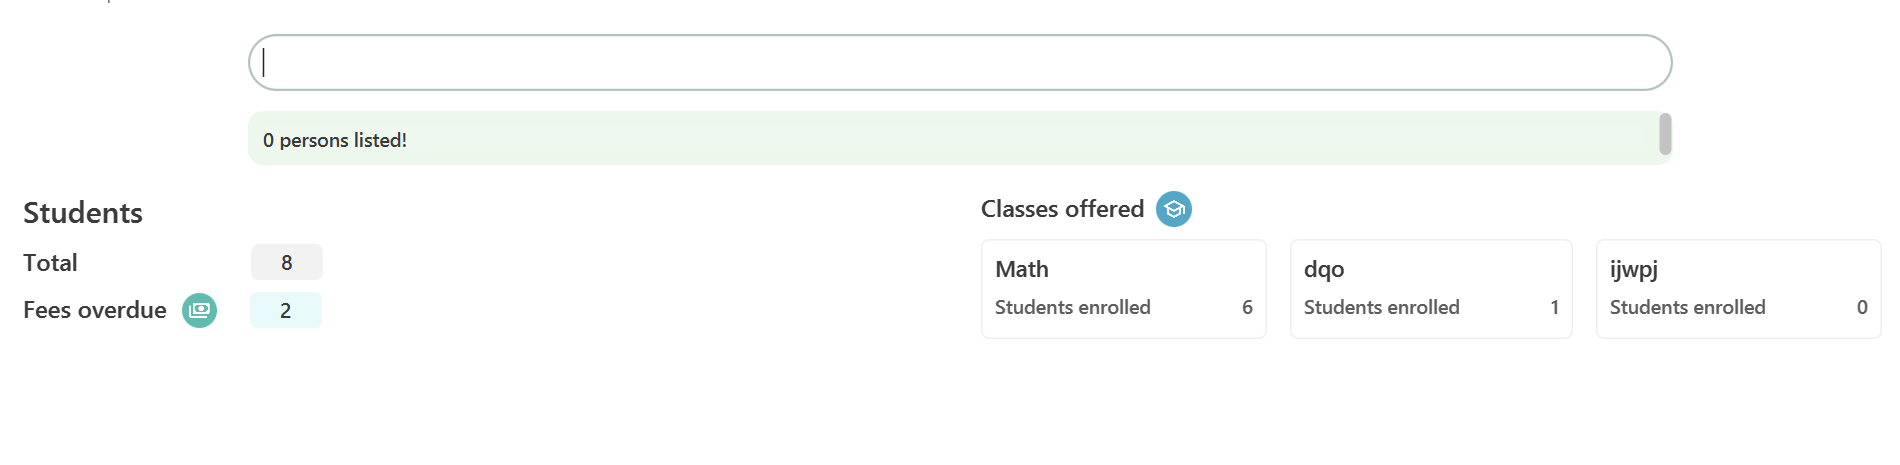 0 persons listed!
Students
Total 8
Fees overdue 2
Classes offered
Math
Students enrolled 6
dqo
Students enrolled 1
ijwpj
Students enrolled 0